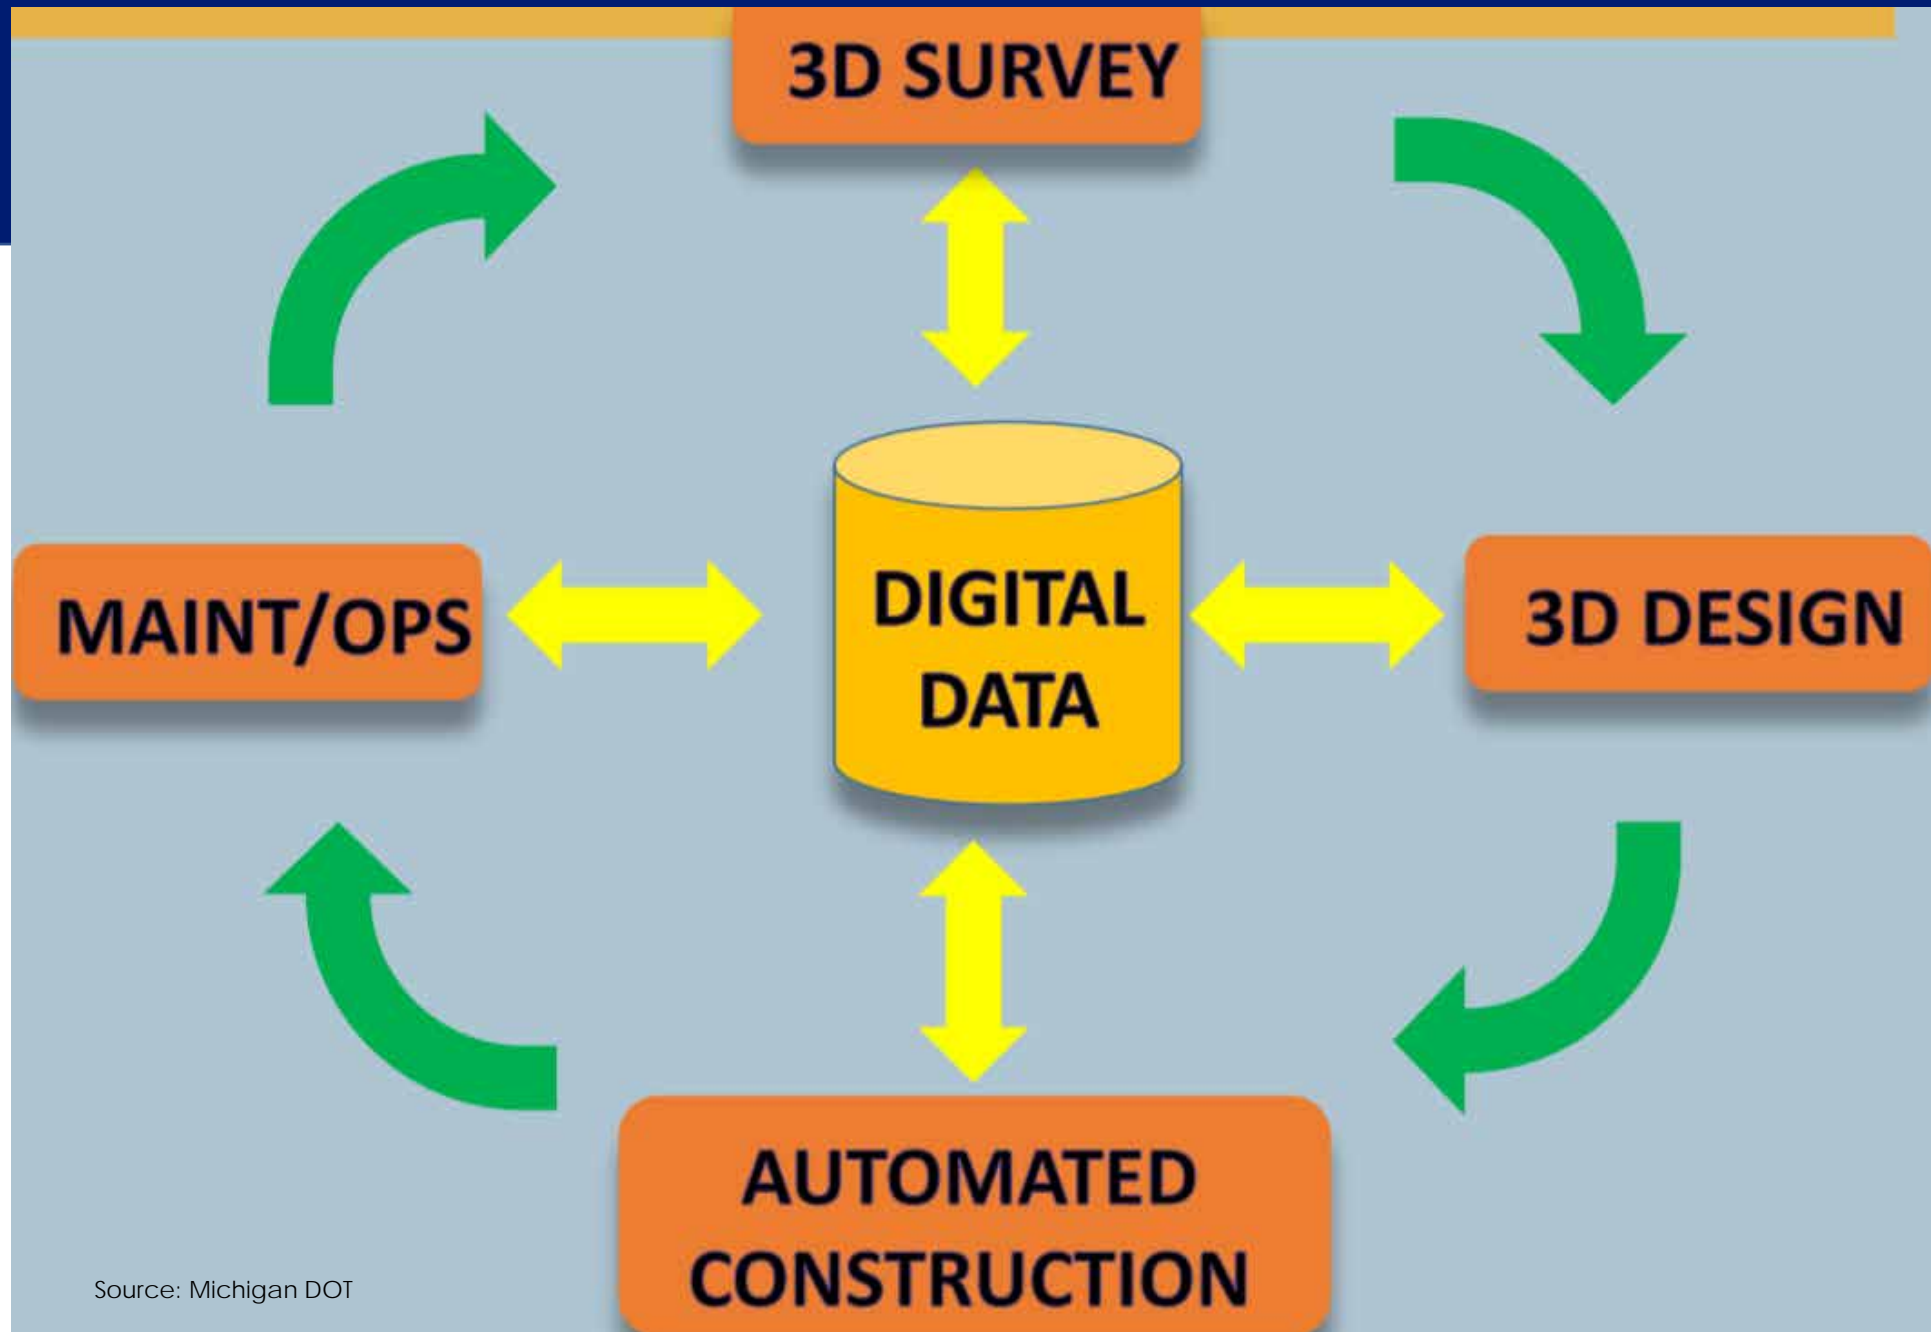 3D SURVEY
MAINT/OPS
DIGITAL
DATA
3D DESIGN
AUTOMATED
CONSTRUCTION
Source: Michigan DOT